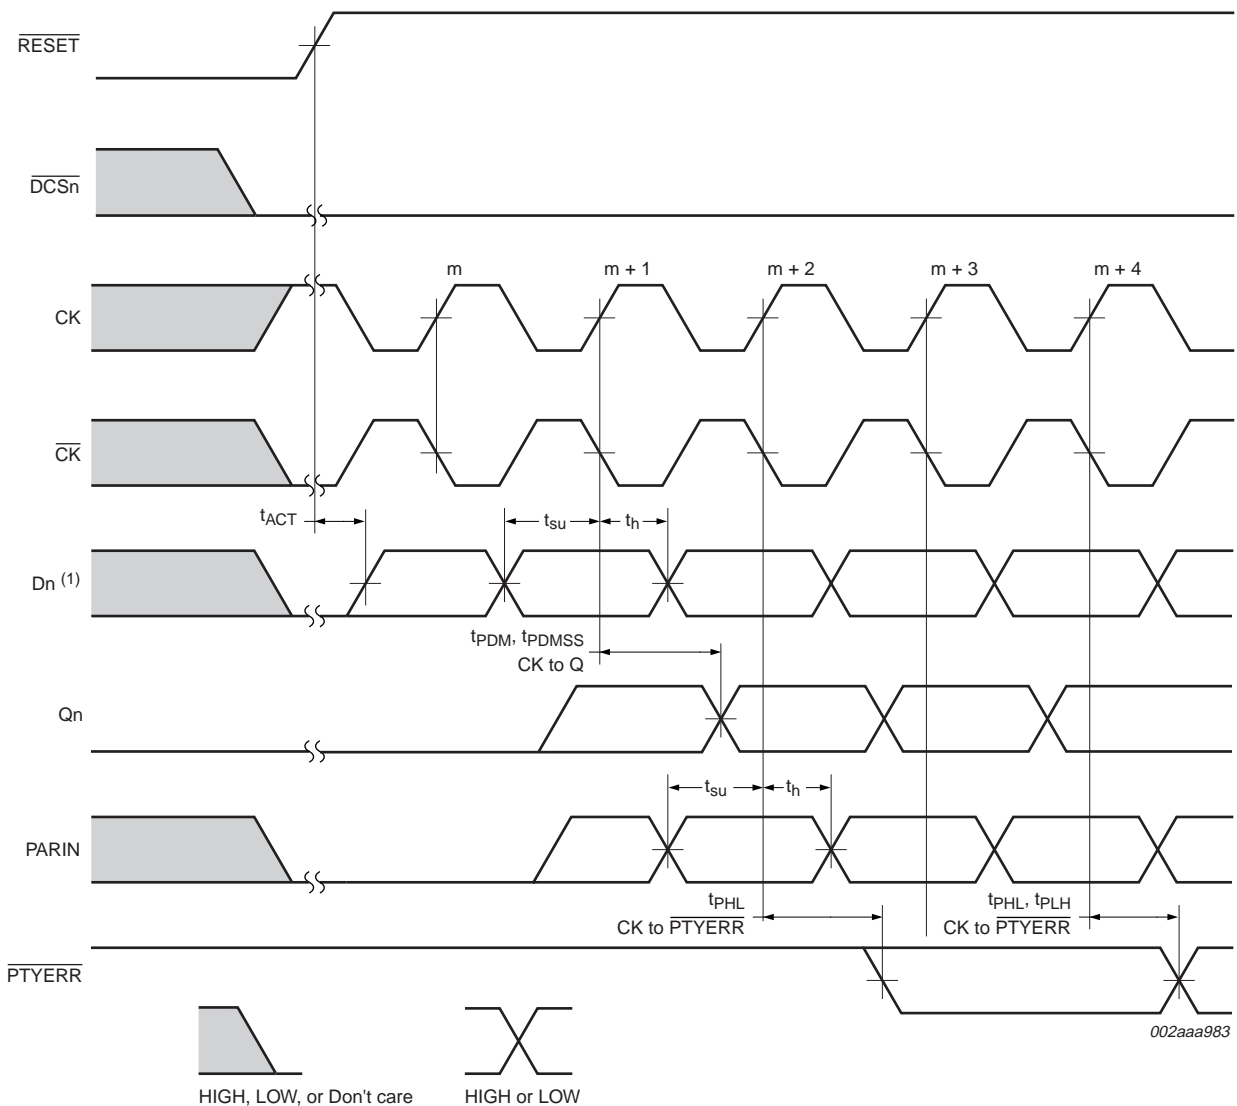 RESET
DCSn
m m + 1 m + 2 m + 3 m + 4
CK
CK
tACT
tsu th
Dn (1)
tPDM, tPDMSS
CK to Q
Qn
tsu th
PARIN
tPHL
CK to PTYERR
tPHL, tPLH
CK to PTYERR
PTYERR
002aaa983
HIGH, LOW, or Don't care
HIGH or LOW